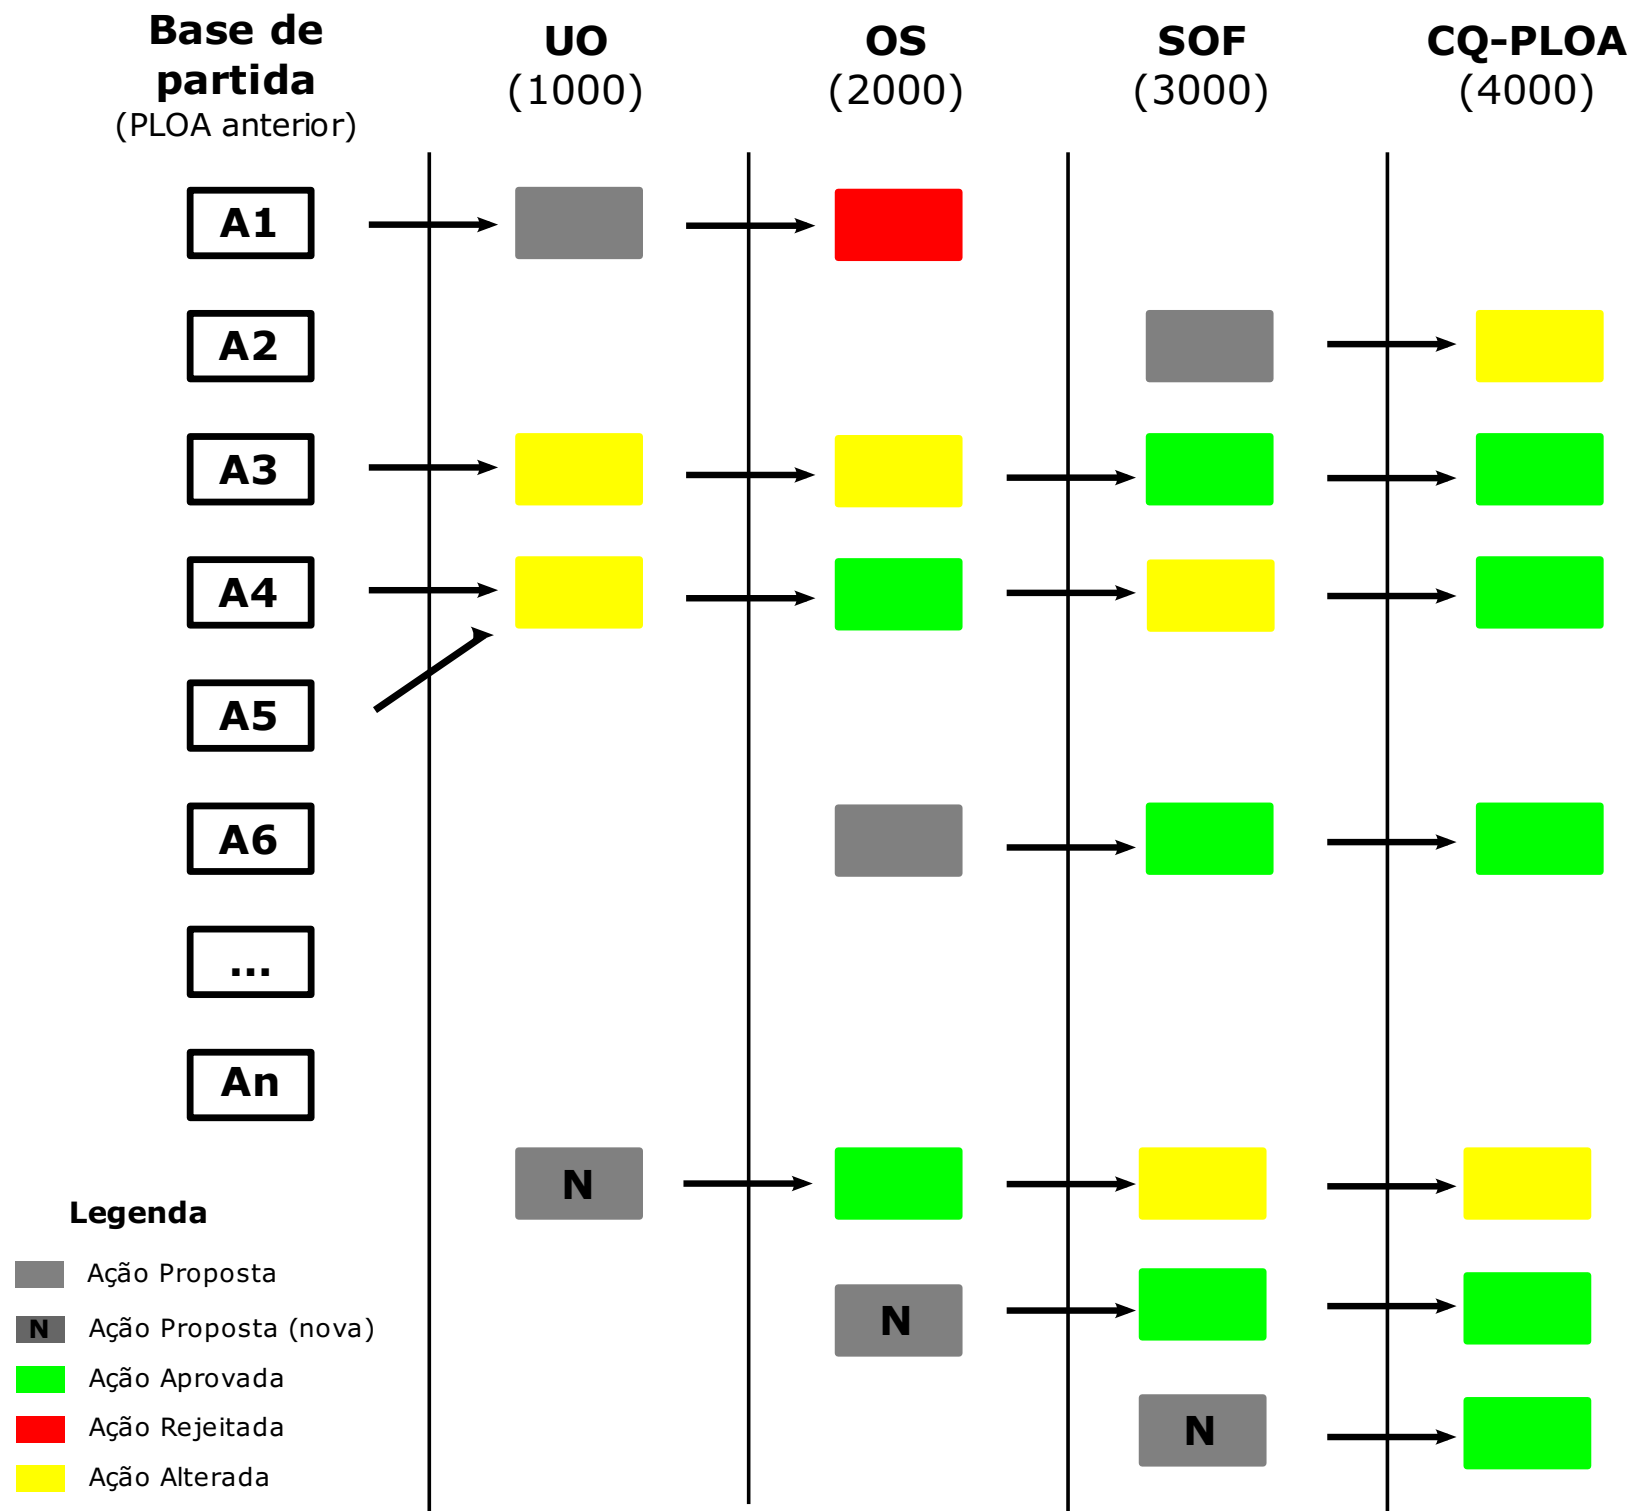 Base de
partida
(PLOA anterior)
UO
(1000)
OS
(2000)
SOF
(3000)
CQ-PLOA
(4000)
A1
A2
A3
A4
A5
A6
...
An
N
N
N
Legenda
Ação Proposta
N Ação Proposta (nova)
Ação Aprovada
Ação Rejeitada
Ação Alterada